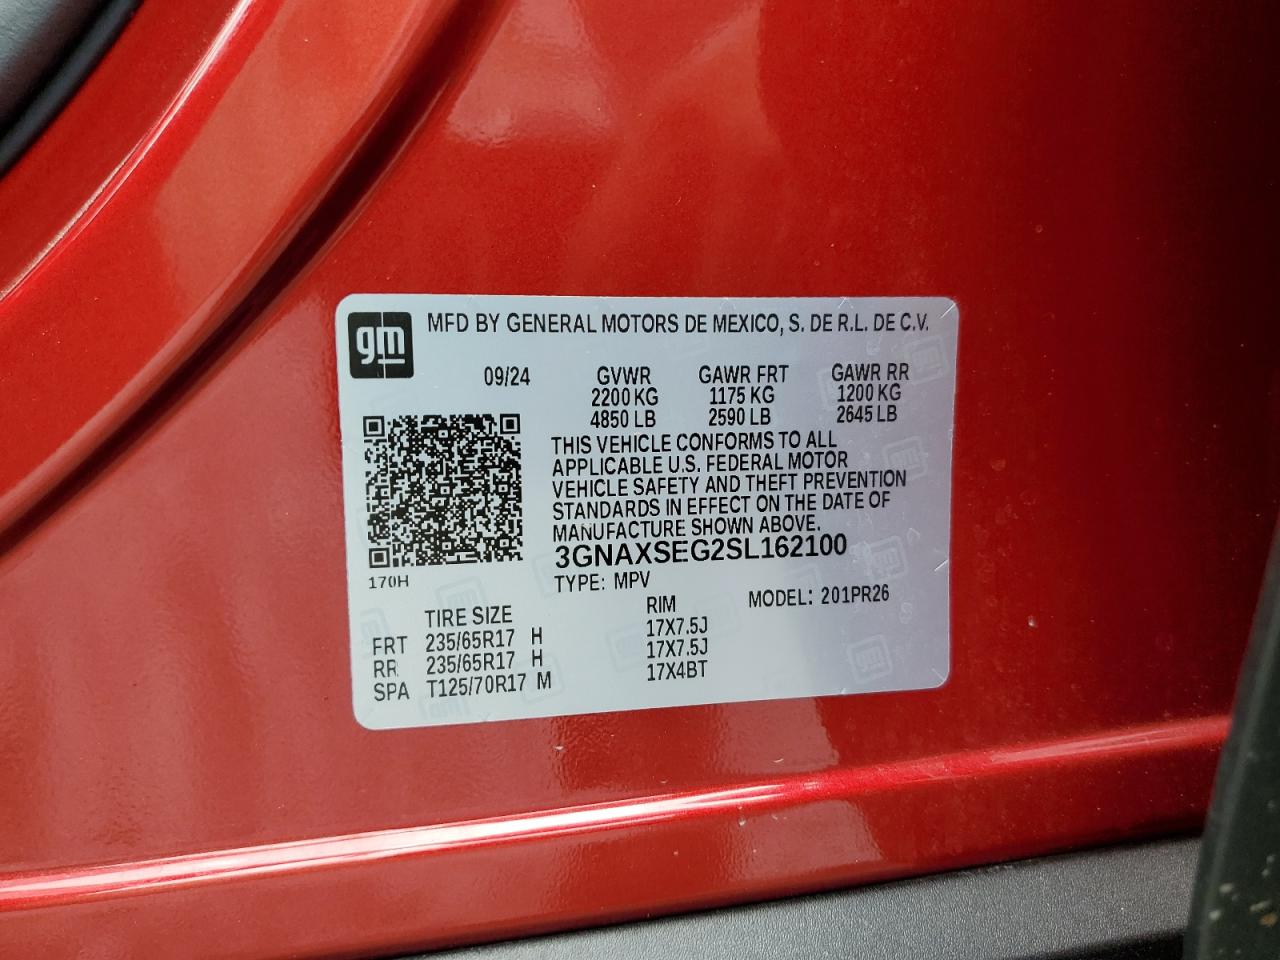 gm
MFD BY GENERAL MOTORS DE MEXICO, S. DE R.L. DE C.V.
09/24 GVWR GAWR FRT GAWR RR
2200 KG 1175 KG 1200 KG
4850 LB 2590 LB 2645 LB
THIS VEHICLE CONFORMS TO ALL
APPLICABLE U.S. FEDERAL MOTOR
VEHICLE SAFETY AND THEFT PREVENTION
STANDARDS IN EFFECT ON THE DATE OF
MANUFACTURE SHOWN ABOVE.
3GNAXSEG2SL162100
170H
TYPE: MPV MODEL: 201PR26
TIRE SIZE RIM
FRT 235/65R17 H 17X7.5J
RR 235/65R17 H 17X7.5J
SPA T125/70R17 M 17X4BT